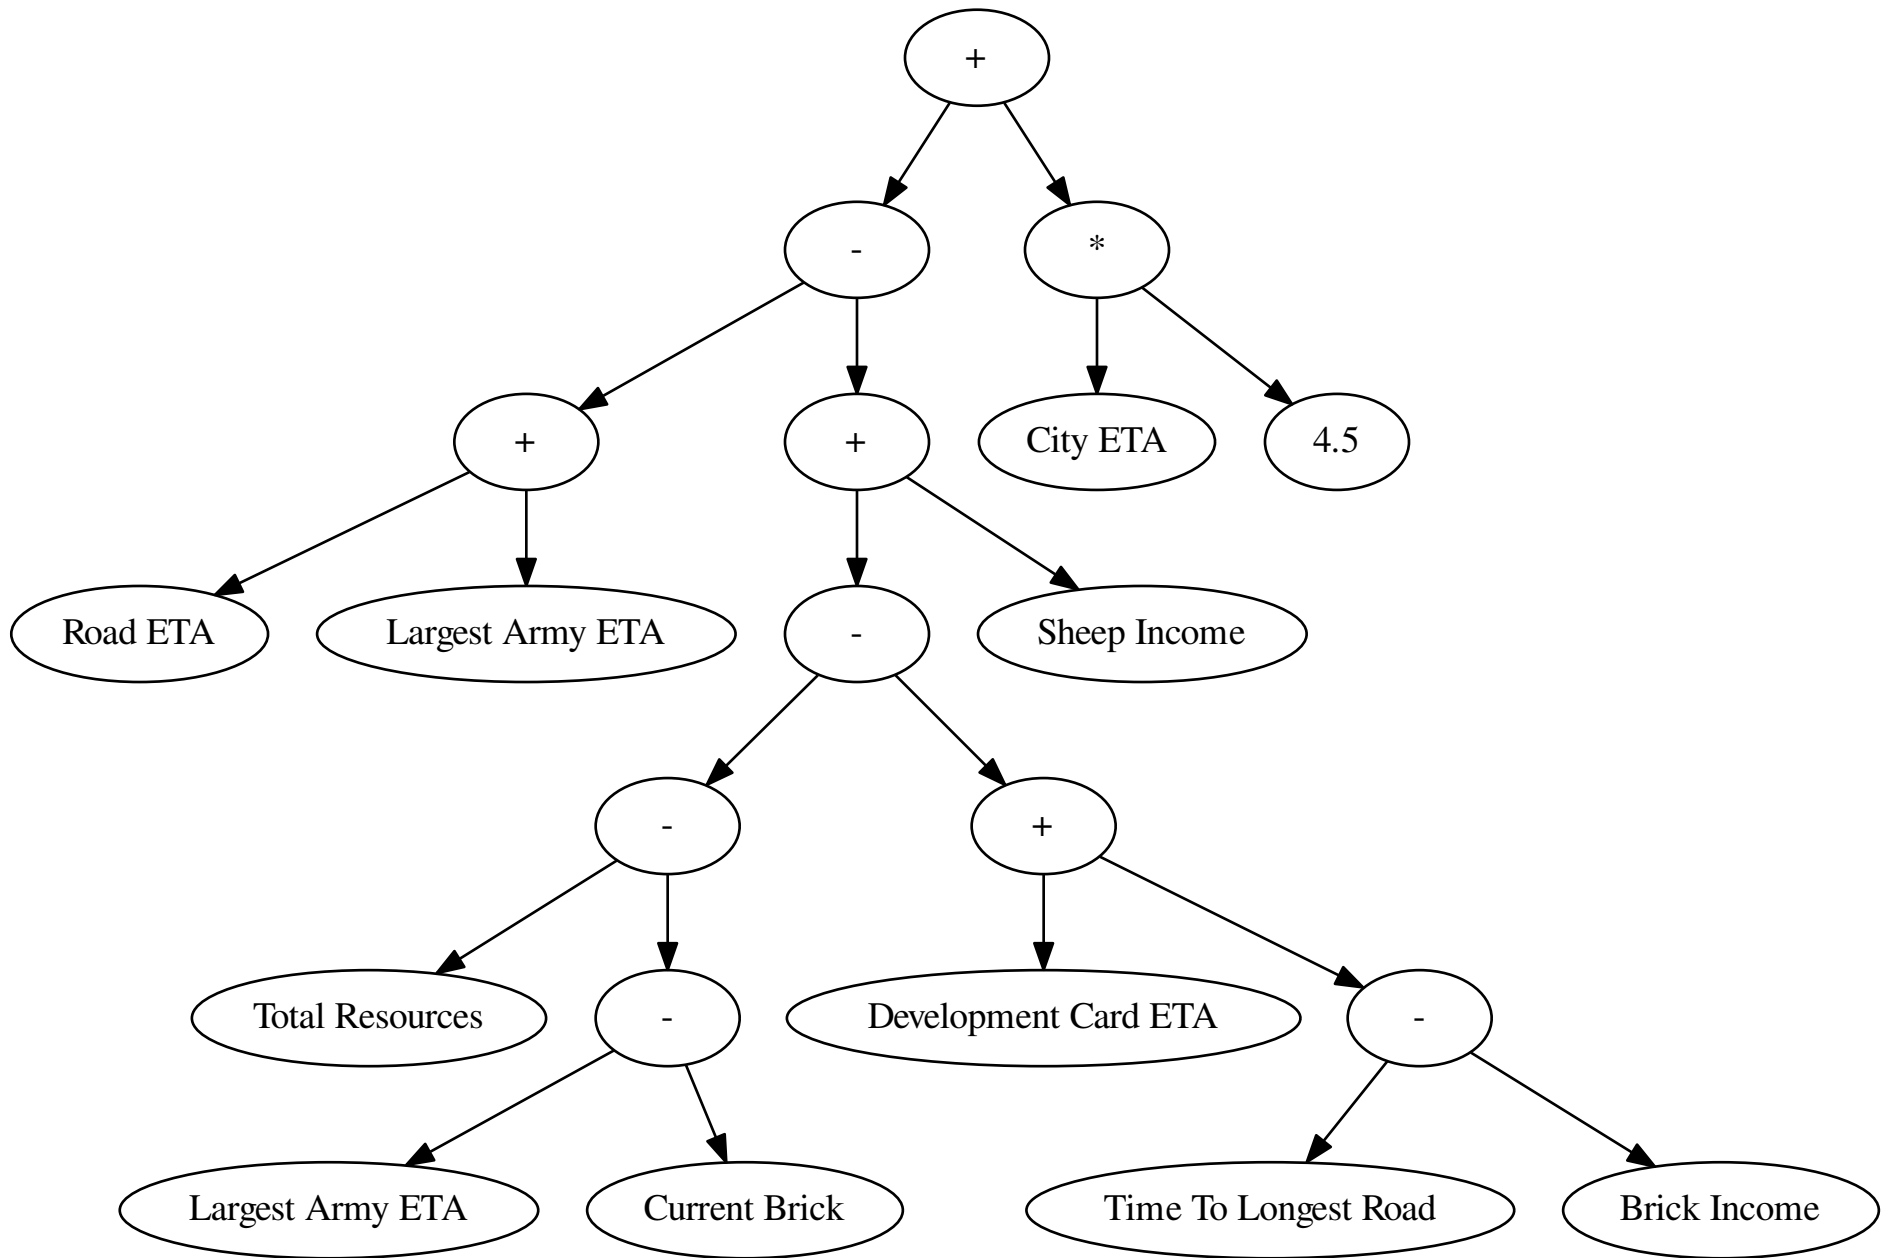 +
-
*
+
+
City ETA
4.5
Road ETA
Largest Army ETA
-
Sheep Income
-
+
Total Resources
-
Development Card ETA
-
Largest Army ETA
Current Brick
Time To Longest Road
Brick Income